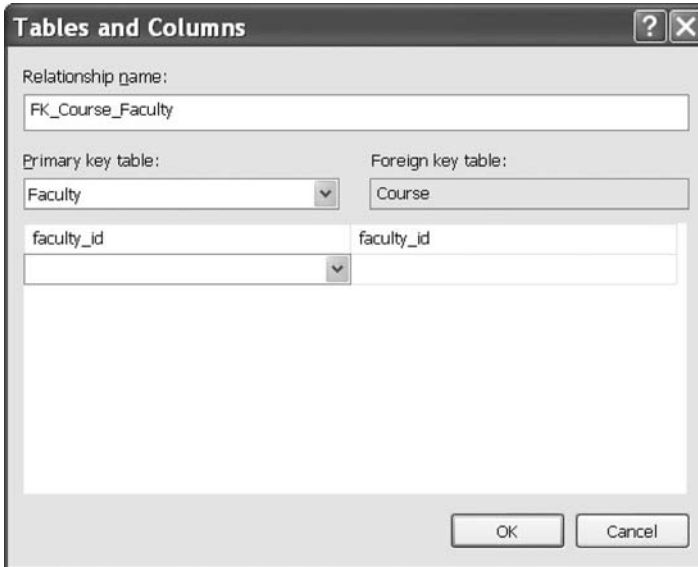 Tables and Columns
Relationship name:
FK_Course_Faculty
Primary key table:
Foreign key table:
Faculty
Course
faculty_id
faculty_id
OK
Cancel